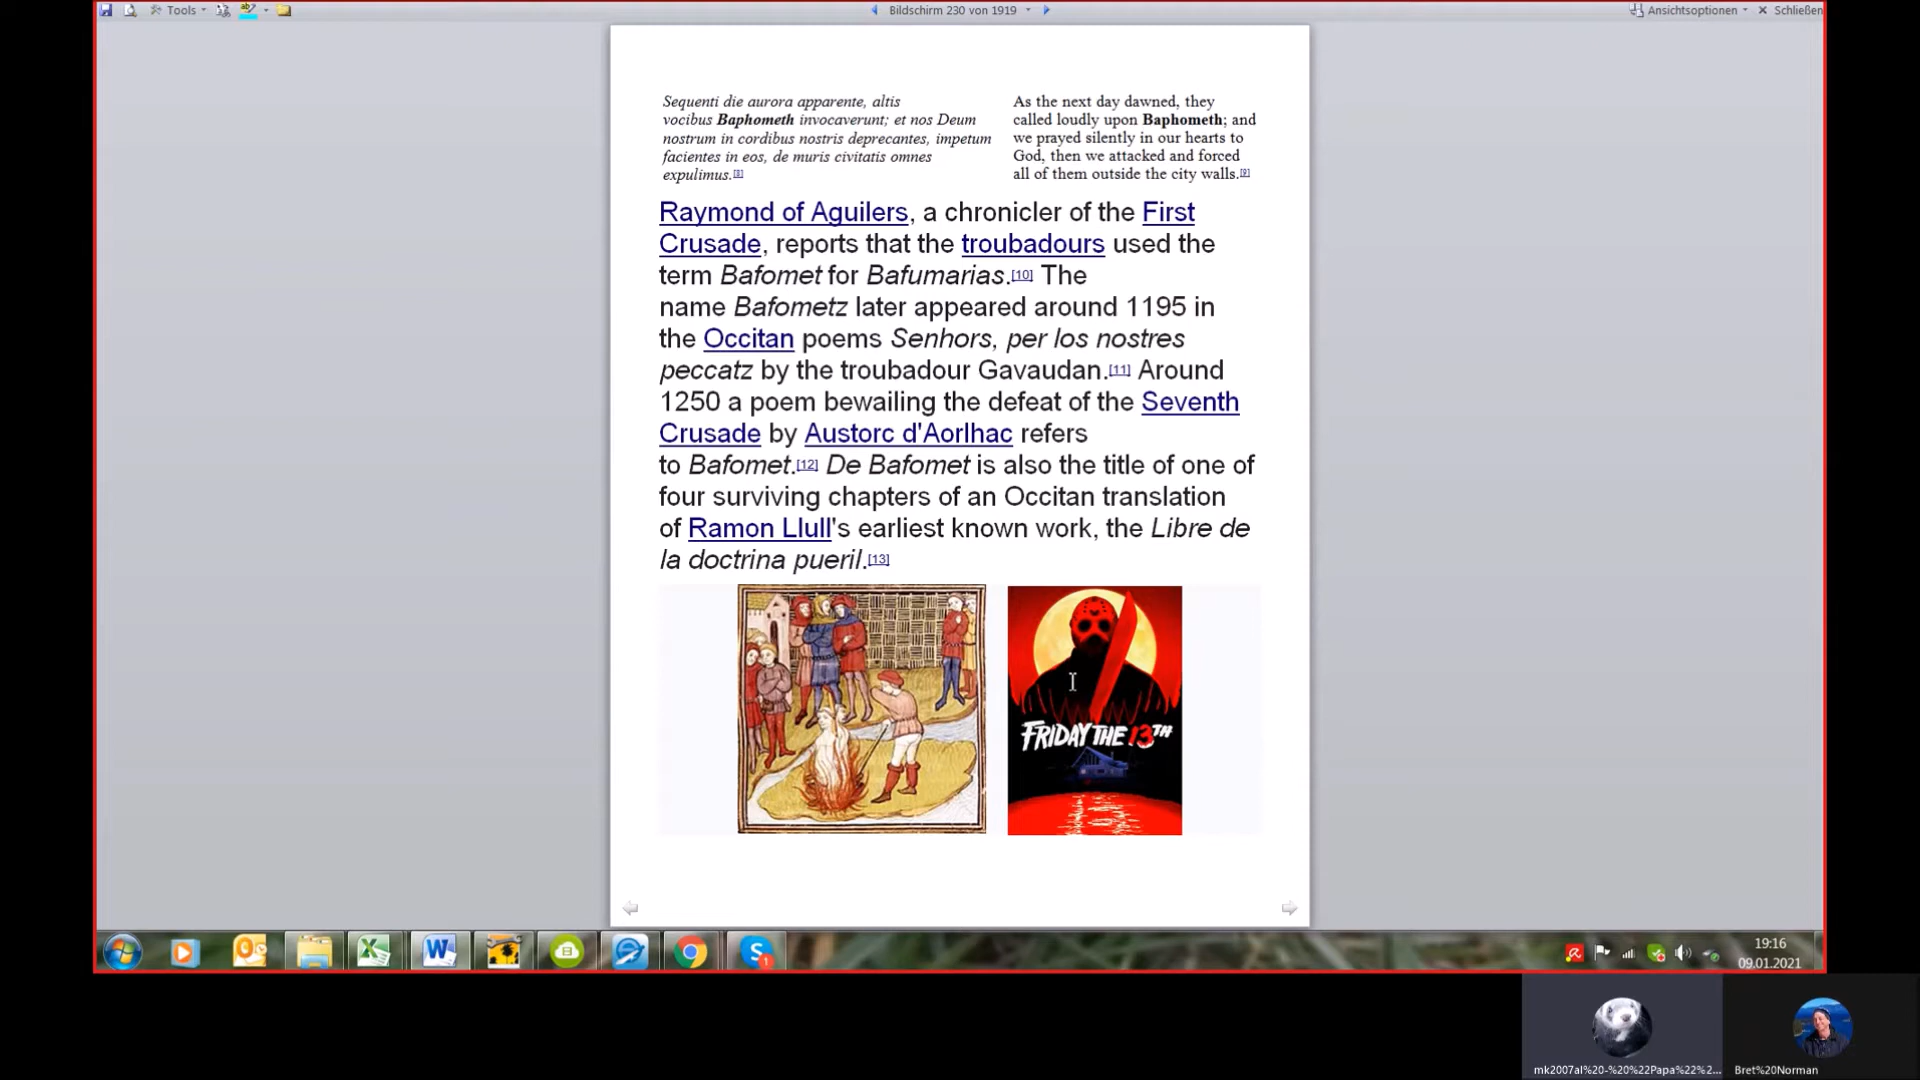 Tools
Bildschirm 230 von 1919
Ansichtsoptionen
Schließen
Sequenti die aurora apparente, altis
vocibus Baphometh invocaverunt; et nos Deum
nostrum in cordibus nostris deprecantes, impetum
facientes in eos, de muris civitatis omnes
expulimus.[8]
As the next day dawned, they
called loudly upon Baphometh; and
we prayed silently in our hearts to
God, then we attacked and forced
all of them outside the city walls.[9]
Raymond of Aguilers, a chronicler of the First
Crusade, reports that the troubadours used the
term Bafomet for Bafumarias.[10] The
name Bafometz later appeared around 1195 in
the Occitan poems Senhors, per los nostres
peccatz by the troubadour Gavaudan.[11] Around
1250 a poem bewailing the defeat of the Seventh
Crusade by Austorc d'Aorlhac refers
to Bafomet.[12] De Bafomet is also the title of one of
four surviving chapters of an Occitan translation
of Ramon Llull's earliest known work, the Libre de
la doctrina pueril.[13]
FRIDAY THE 13TH
19:16
09.01.2021
mk2007al%20-%20%22Papa%22%2...
Bret%20Norman